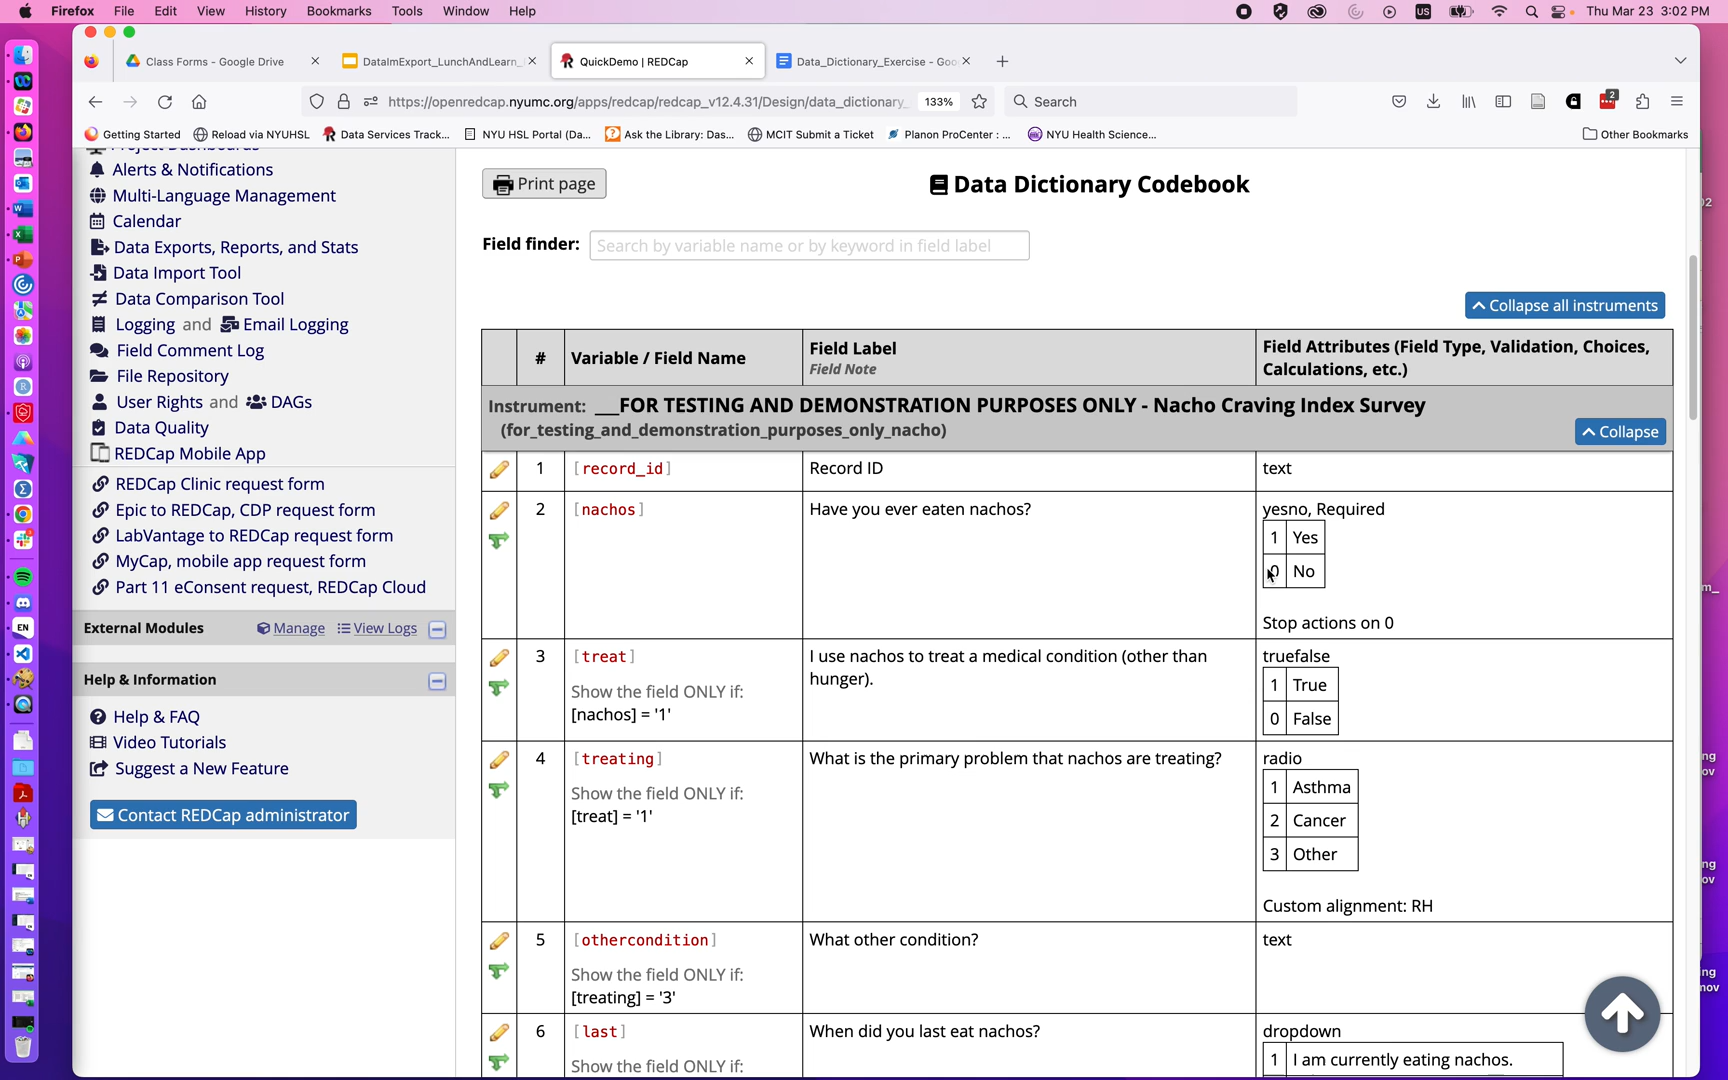 Firefox File Edit View History Bookmarks Tools Window Help US Thu Mar 23 3:02 PM
Class Forms - Google Drive DataImExport_LunchAndLearn_ QuickDemo | REDCap Data_Dictionary_Exercise - Goo
https://openredcap.nyumc.org/apps/redcap/redcap_v12.4.31/Design/data_dictionary_ 133% Search 2
Getting Started Reload via NYUHSL Data Services Track... NYU HSL Portal (Da... Ask the Library: Das... MCIT Submit a Ticket Planon ProCenter : ... NYU Health Science... Other Bookmarks
Project Dashboards
Alerts & Notifications
Multi-Language Management
Calendar
Data Exports, Reports, and Stats
Data Import Tool
Data Comparison Tool
Logging and Email Logging
Field Comment Log
File Repository
User Rights and DAGs
Data Quality
REDCap Mobile App
REDCap Clinic request form
Epic to REDCap, CDP request form
LabVantage to REDCap request form
MyCap, mobile app request form
Part 11 eConsent request, REDCap Cloud
External Modules Manage View Logs
Help & Information
Help & FAQ
Video Tutorials
Suggest a New Feature
Contact REDCap administrator
EN
Print page
Data Dictionary Codebook
Field finder: Search by variable name or by keyword in field label
Collapse all instruments
# Variable / Field Name Field Label Field Attributes (Field Type, Validation, Choices,
Field Note Calculations, etc.)
Instrument: ___FOR TESTING AND DEMONSTRATION PURPOSES ONLY - Nacho Craving Index Survey
(for_testing_and_demonstration_purposes_only_nacho)
Collapse
1 [record_id] Record ID text
2 [nachos] Have you ever eaten nachos? yesno, Required
1 Yes
0 No
Stop actions on 0
3 [treat] I use nachos to treat a medical condition (other than truefalse
hunger).
1 True
Show the field ONLY if:
[nachos] = '1'
0 False
4 [treating] What is the primary problem that nachos are treating? radio
1 Asthma
Show the field ONLY if:
[treat] = '1'
2 Cancer
3 Other
Custom alignment: RH
5 [othercondition] What other condition? text
Show the field ONLY if:
[treating] = '3'
6 [last] When did you last eat nachos? dropdown
Show the field ONLY if:
1 I am currently eating nachos.